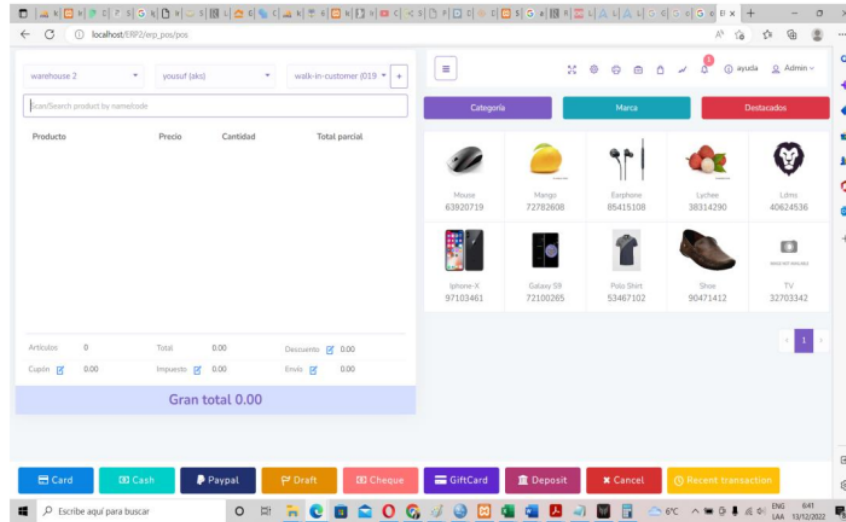 localhost/ERP2/erp_pos/pos
warehouse 2
yousuf (aks)
walk-in-customer (019
+
ayuda
Admin
Scan/Search product by name/code
Categoría
Marca
Destacados
Producto
Precio
Cantidad
Total parcial
Mouse
63920719
Mango
72782608
Earphone
85415108
Lychee
38314290
Ldms
40624536
Iphone-X
97103461
Galaxy S9
72100265
Polo Shirt
53467102
Shoe
90471412
TV
32703342
1
Artículos
0
Total
0.00
Descuento
0.00
Cupón
0.00
Impuesto
0.00
Envío
0.00
Gran total 0.00
Card
Cash
Paypal
Draft
Cheque
GiftCard
Deposit
Cancel
Recent transaction
Escribe aquí para buscar
6°C
ENG
LAA
6:41
13/12/2022